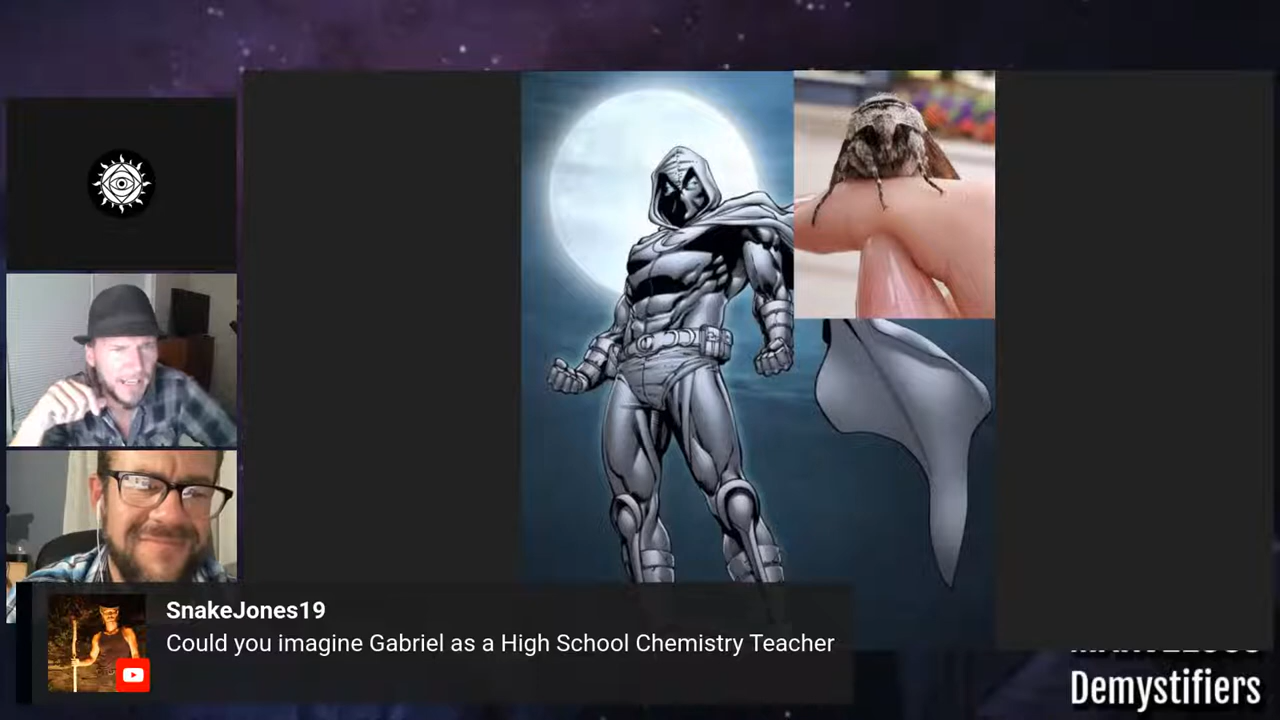 SnakeJones19
Could you imagine Gabriel as a High School Chemistry Teacher
Demystifiers